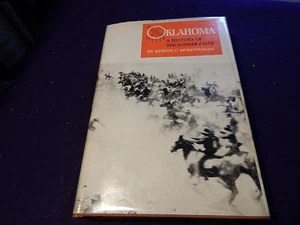 OKLAHOMA
A HISTORY OF
THE SOONER STATE
BY EDWIN C. McREYNOLDS